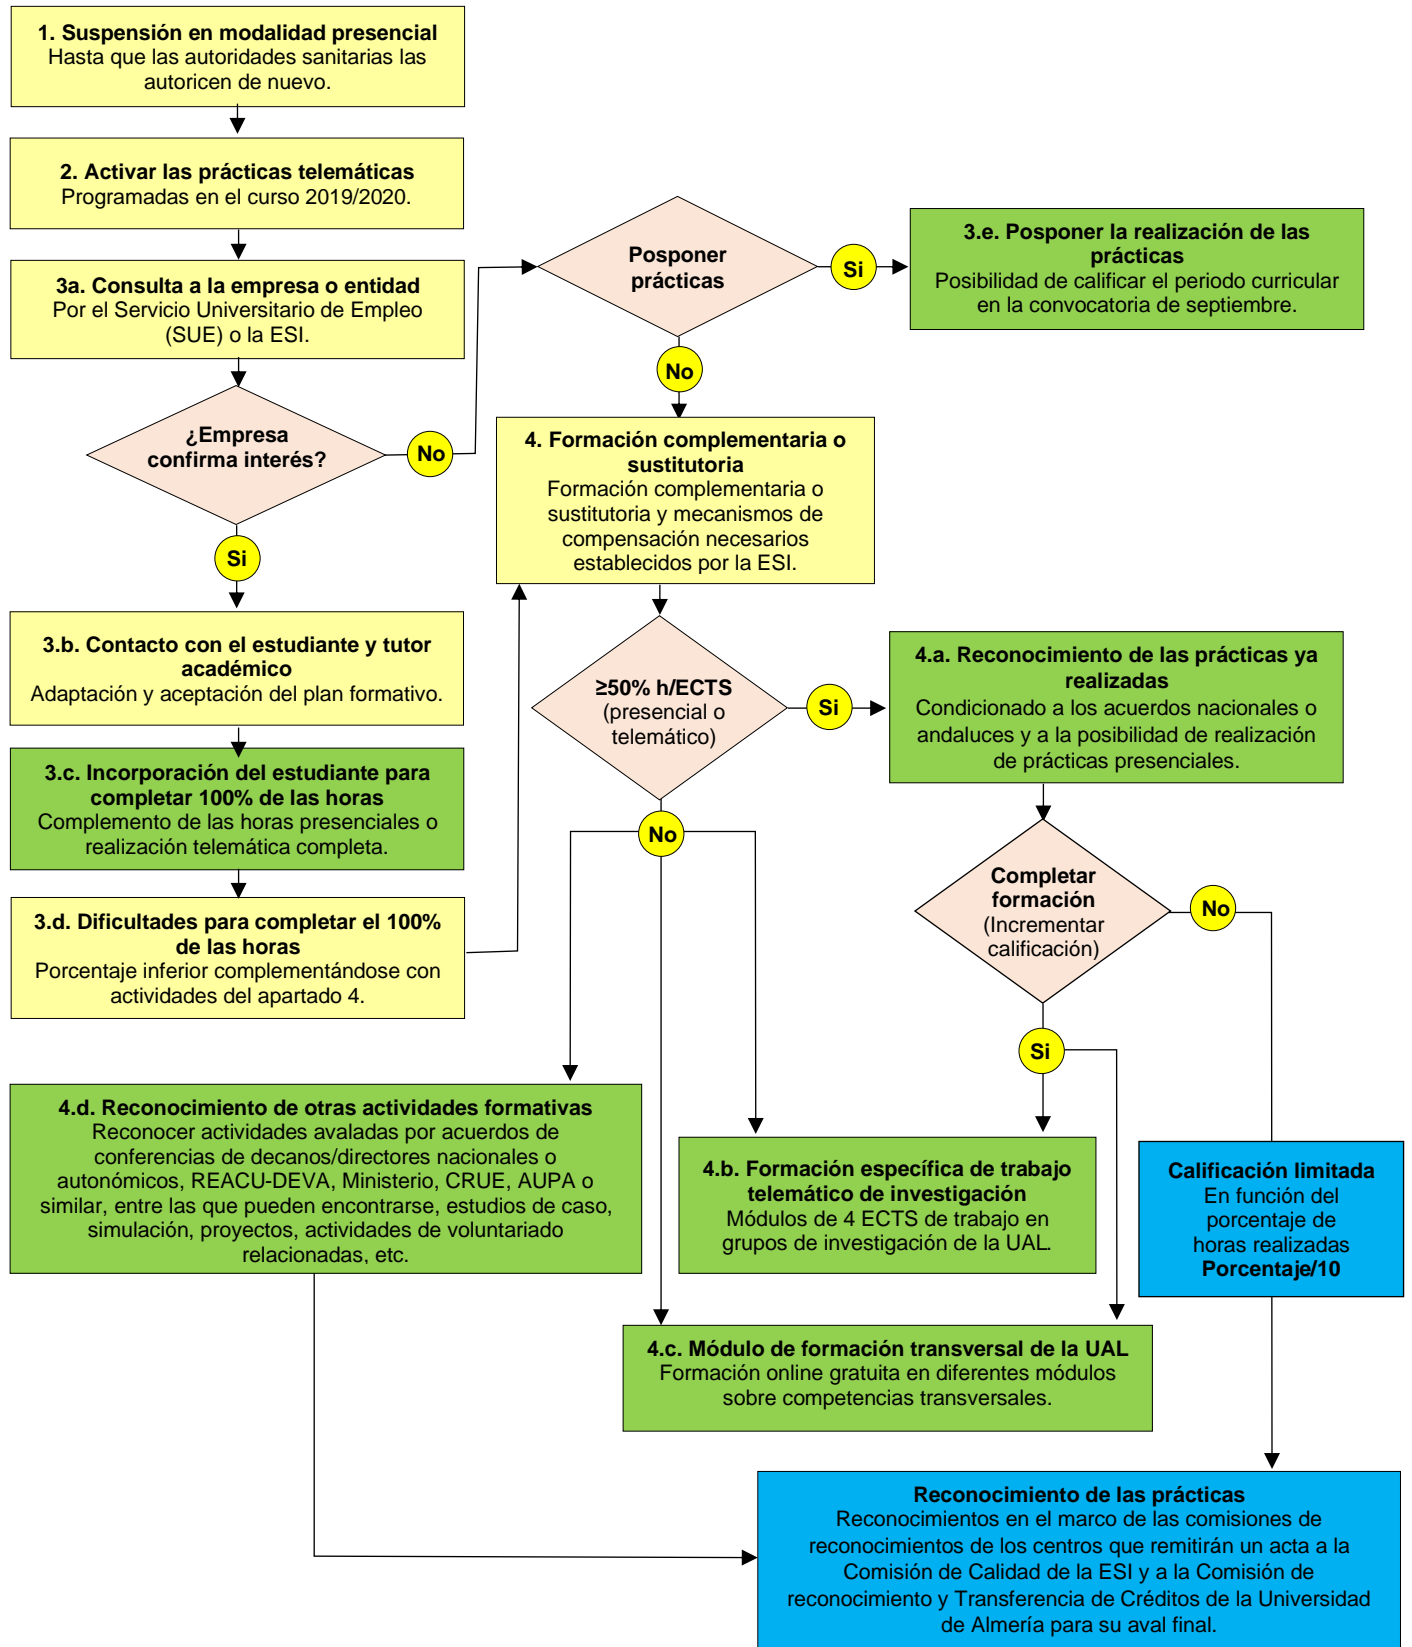 1. Suspensión en modalidad presencial
Hasta que las autoridades sanitarias las
autoricen de nuevo.
2. Activar las prácticas telemáticas
Programadas en el curso 2019/2020.
3a. Consulta a la empresa o entidad
Por el Servicio Universitario de Empleo
(SUE) o la ESI.
¿Empresa
confirma interés?
No
Si
Posponer
prácticas
Si
3.e. Posponer la realización de las
prácticas
Posibilidad de calificar el periodo curricular
en la convocatoria de septiembre.
No
4. Formación complementaria o
sustitutoria
Formación complementaria o
sustitutoria y mecanismos de
compensación necesarios
establecidos por la ESI.
3.b. Contacto con el estudiante y tutor
académico
Adaptación y aceptación del plan formativo.
3.c. Incorporación del estudiante para
completar 100% de las horas
Complemento de las horas presenciales o
realización telemática completa.
3.d. Dificultades para completar el 100%
de las horas
Porcentaje inferior complementándose con
actividades del apartado 4.
≥50% h/ECTS
(presencial o
telemático)
Si
No
4.a. Reconocimiento de las prácticas ya
realizadas
Condicionado a los acuerdos nacionales o
andaluces y a la posibilidad de realización
de prácticas presenciales.
Completar
formación
(Incrementar
calificación)
No
Si
4.d. Reconocimiento de otras actividades formativas
Reconocer actividades avaladas por acuerdos de
conferencias de decanos/directores nacionales o
autonómicos, REACU-DEVA, Ministerio, CRUE, AUPA o
similar, entre las que pueden encontrarse, estudios de caso,
simulación, proyectos, actividades de voluntariado
relacionadas, etc.
4.b. Formación específica de trabajo
telemático de investigación
Módulos de 4 ECTS de trabajo en
grupos de investigación de la UAL.
Calificación limitada
En función del
porcentaje de
horas realizadas
Porcentaje/10
4.c. Módulo de formación transversal de la UAL
Formación online gratuita en diferentes módulos
sobre competencias transversales.
Reconocimiento de las prácticas
Reconocimientos en el marco de las comisiones de
reconocimientos de los centros que remitirán un acta a la
Comisión de Calidad de la ESI y a la Comisión de
reconocimiento y Transferencia de Créditos de la Universidad
de Almería para su aval final.